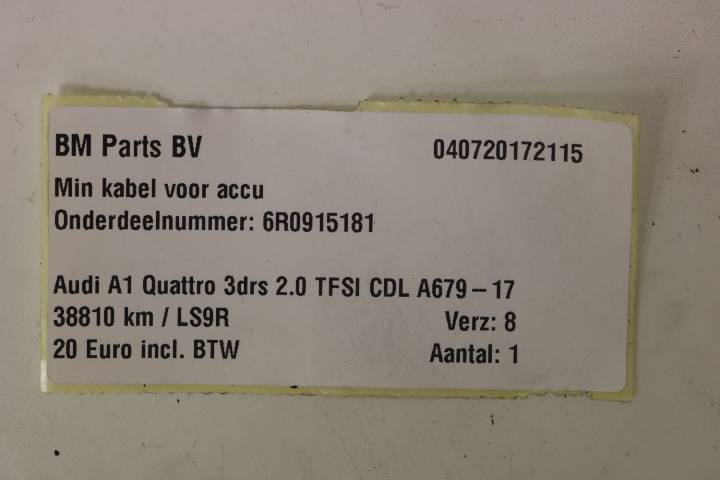 BM Parts BV 040720172115
Min kabel voor accu
Onderdeelnummer: 6R0915181
Audi A1 Quattro 3drs 2.0 TFSI CDL A679-17
38810 km / LS9R Verz: 8
20 Euro incl. BTW Aantal: 1